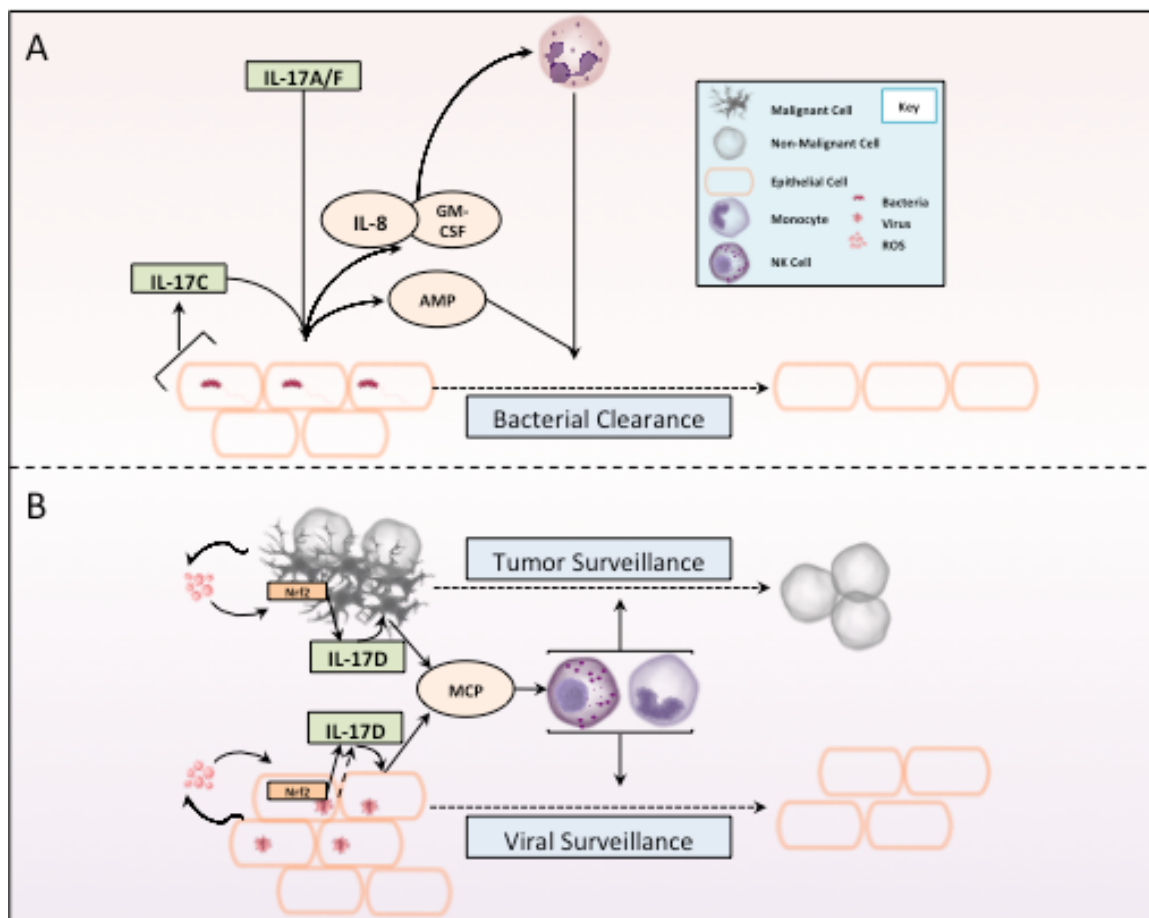 A
IL-17A/F
IL-8
GM-
CSF
IL-17C
AMP
Bacterial Clearance
Key
Malignant Cell
Non-Malignant Cell
Epithelial Cell
Monocyte
NK Cell
Bacteria
Virus
ROS
B
Tumor Surveillance
Nrf2
IL-17D
MCP
IL-17D
Nrf2
Viral Surveillance